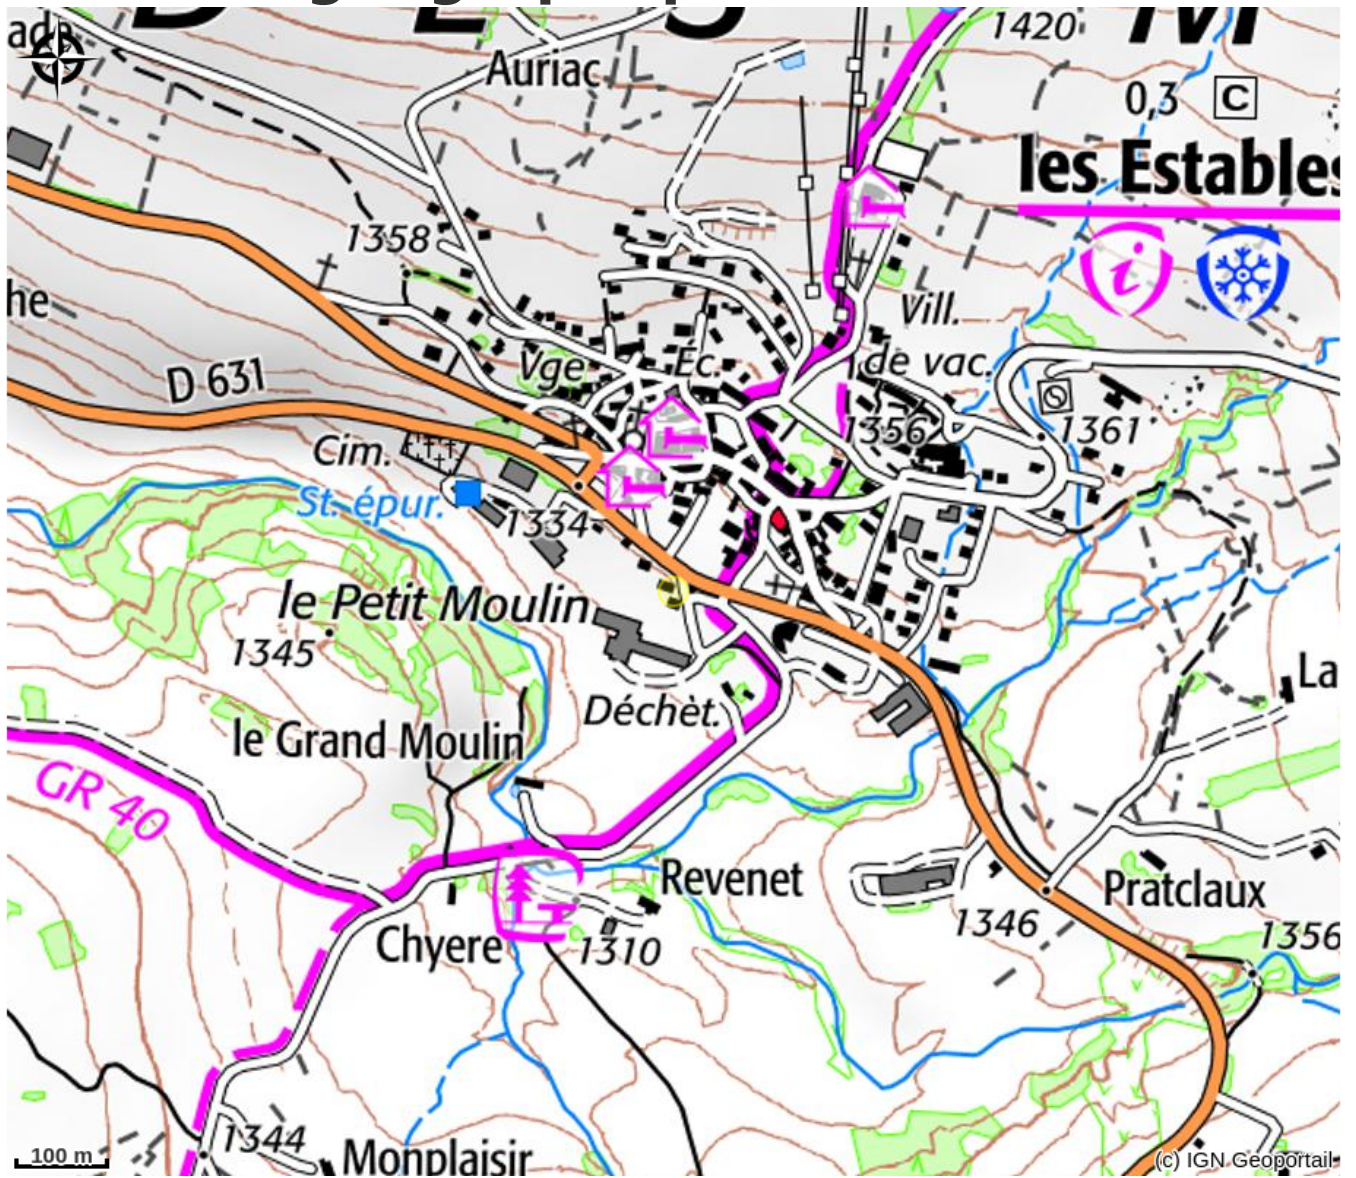 1420
Auriac
0,3 C
les Estables
1358
i
Vill.
he
Vge
Éc.
de vac.
D 631
1356
1361
Cim.
St. épur.
1334
le Petit Moulin
1345
La
Déchèt.
le Grand Moulin
GR 40
Revenet
Pratclaux
1346
1356
Chyere
1310
1344
Monplaisir
100 m
(c) IGN Geoportail